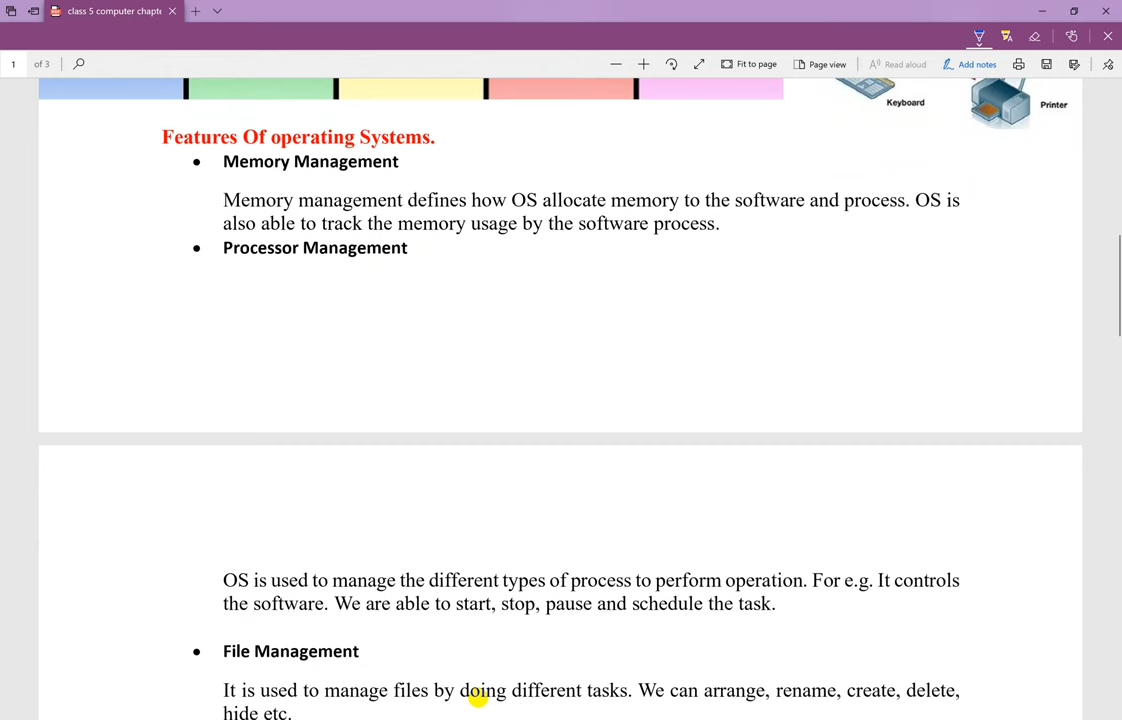 class 5 computer chapte
1 of 3
Fit to page
Page view
Read aloud
Add notes
Keyboard
Printer
Features Of operating Systems.
• Memory Management
Memory management defines how OS allocate memory to the software and process. OS is
also able to track the memory usage by the software process.
• Processor Management
OS is used to manage the different types of process to perform operation. For e.g. It controls
the software. We are able to start, stop, pause and schedule the task.
• File Management
It is used to manage files by doing different tasks. We can arrange, rename, create, delete,
hide etc.